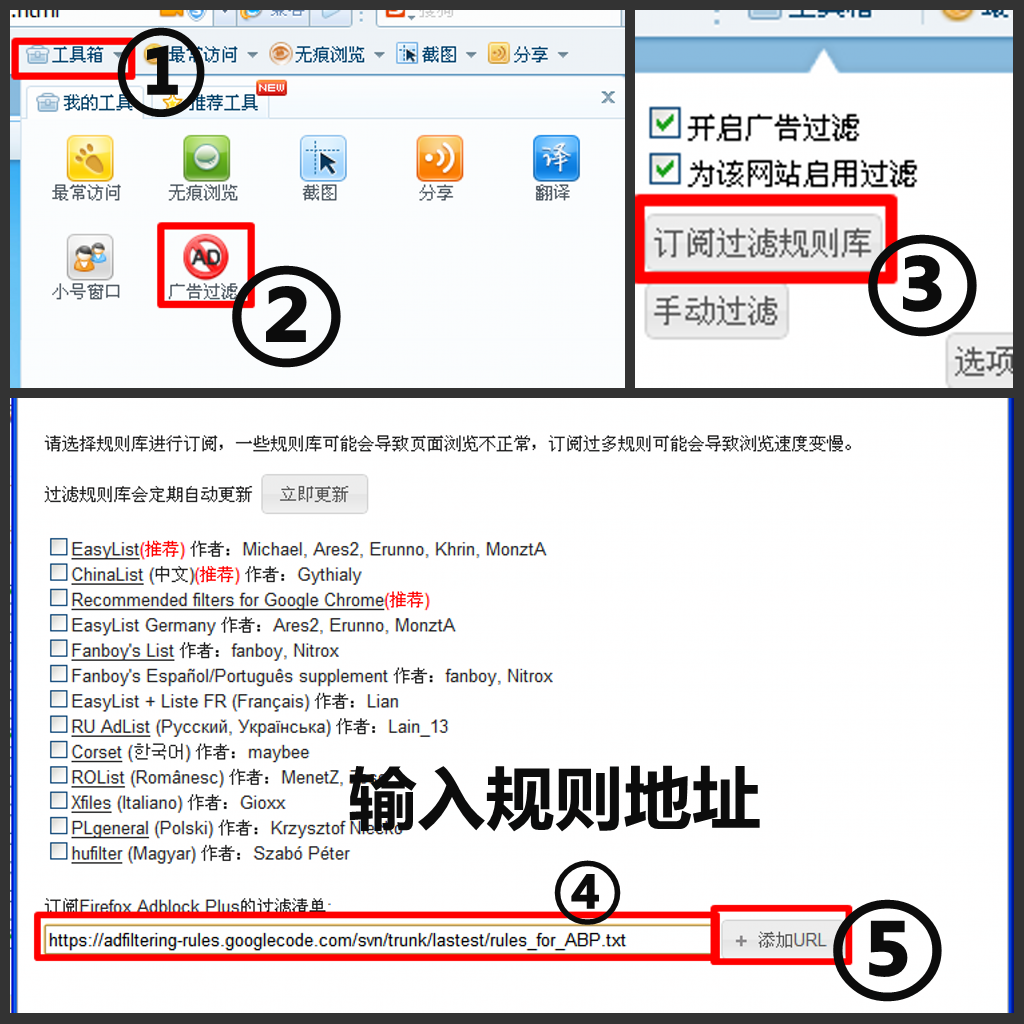 .html
工具箱
最常访问
无痕浏览
截图
分享
①
我的工具
推荐工具
NEW
最常访问
无痕浏览
截图
分享
译
翻译
小号窗口
AD
广告过滤
②
开启广告过滤
为该网站启用过滤
订阅过滤规则库
③
手动过滤
选项
请选择规则库进行订阅，一些规则库可能会导致页面浏览不正常，订阅过多规则可能会导致浏览速度变慢。
过滤规则库会定期自动更新 立即更新
EasyList(推荐) 作者：Michael, Ares2, Erunno, Khrin, MonztA
ChinaList (中文)(推荐) 作者：Gythialy
Recommended filters for Google Chrome(推荐)
EasyList Germany 作者：Ares2, Erunno, MonztA
Fanboy's List 作者：fanboy, Nitrox
Fanboy's Español/Português supplement 作者：fanboy, Nitrox
EasyList + Liste FR (Français) 作者：Lian
RU AdList (Русский, Українська) 作者：Lain_13
Corset (한국어) 作者：maybee
ROList (Românesc) 作者：MenetZ,
Xfiles (Italiano) 作者：Gioxx
PLgeneral (Polski) 作者：Krzysztof
hufilter (Magyar) 作者：Szabó Péter
输入规则地址
订阅Firefox Adblock Plus的过滤清单:
④
https://adfiltering-rules.googlecode.com/svn/trunk/lastest/rules_for_ABP.txt
+ 添加URL
⑤